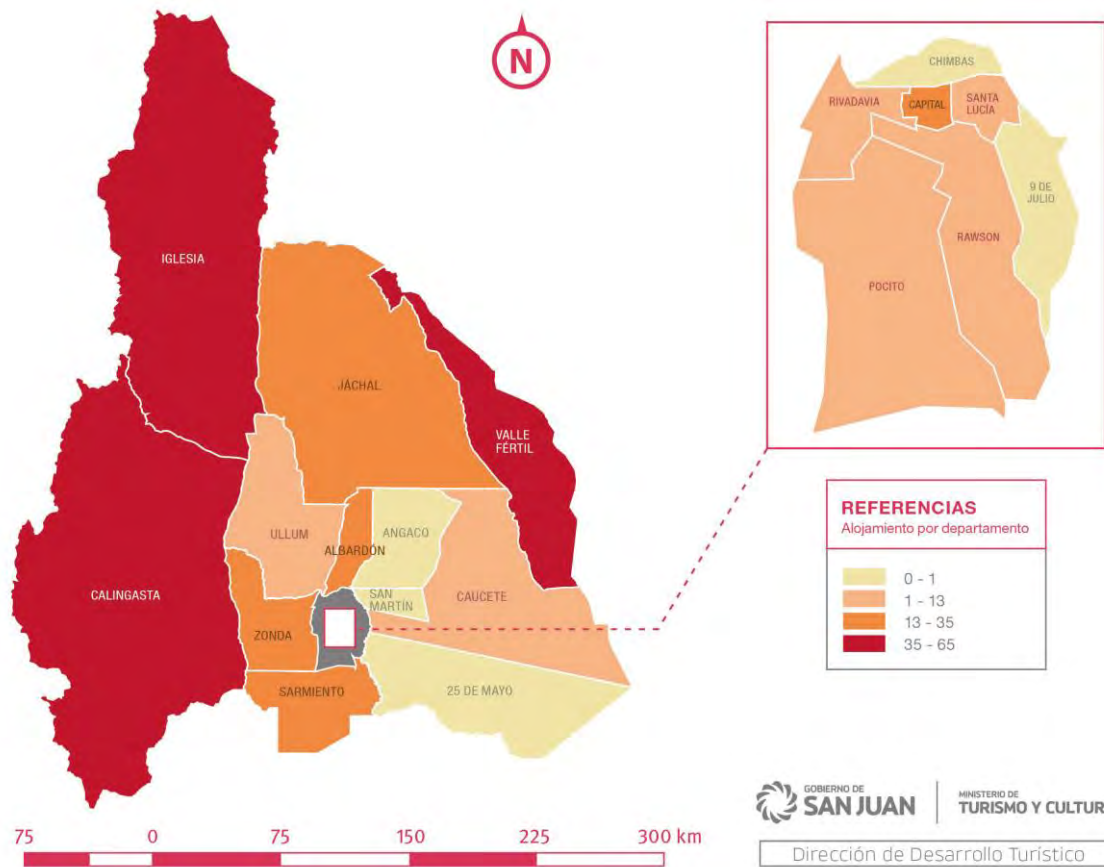 N
IGLESIA
JÁCHAL
VALLE
FÉRTIL
CALINGASTA
ULLUM
ALBARDÓN
ANGACO
SAN
MARTÍN
CAUCETE
ZONDA
SARMIENTO
25 DE MAYO
CHIMBAS
RIVADAVIA
CAPITAL
SANTA
LUCÍA
9 DE
JULIO
RAWSON
POCITO
REFERENCIAS
Alojamiento por departamento
0 - 1
1 - 13
13 - 35
35 - 65
75 0 75 150 225 300 km
GOBIERNO DE
SAN JUAN
MINISTERIO DE
TURISMO Y CULTUR
Dirección de Desarrollo Turístico